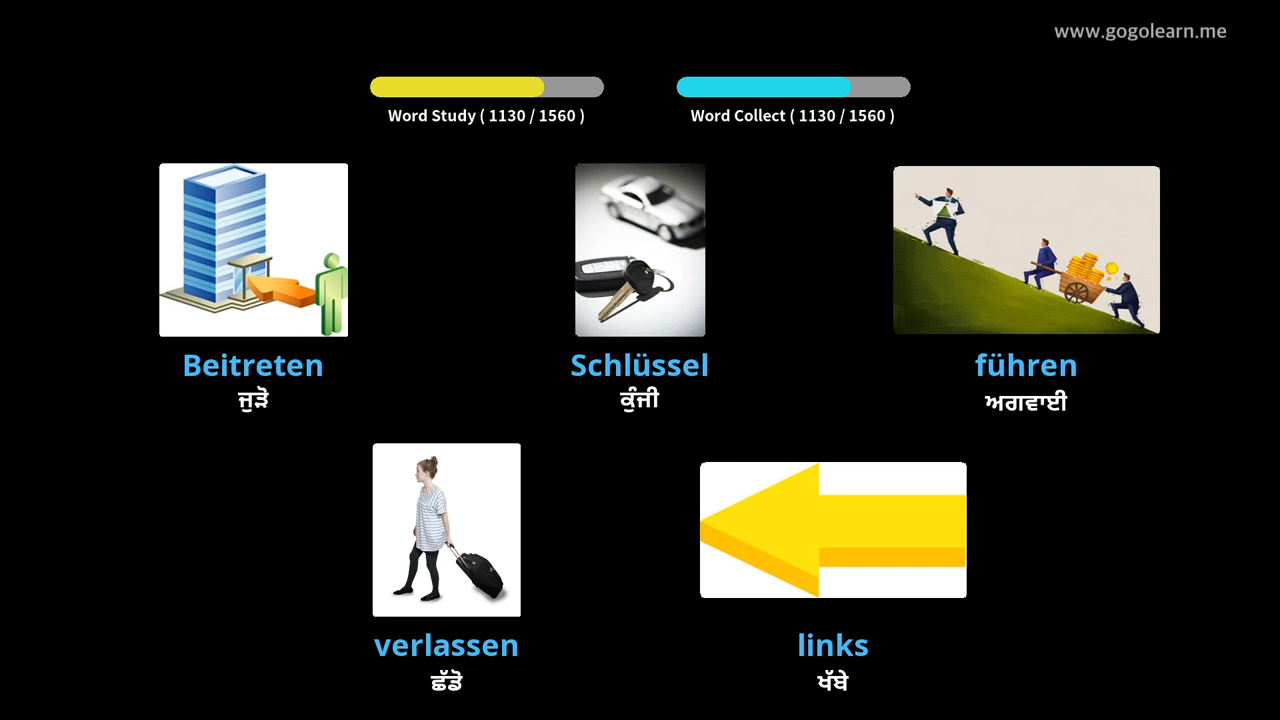 www.gogolearn.me
Word Study ( 1130 / 1560 )
Word Collect ( 1130 / 1560 )
Beitreten
ਜੁੜੋ
Schlüssel
ਕੁੰਜੀ
führen
ਅਗਵਾਈ
verlassen
ਛੱਡੋ
links
ਖੱਬੇ